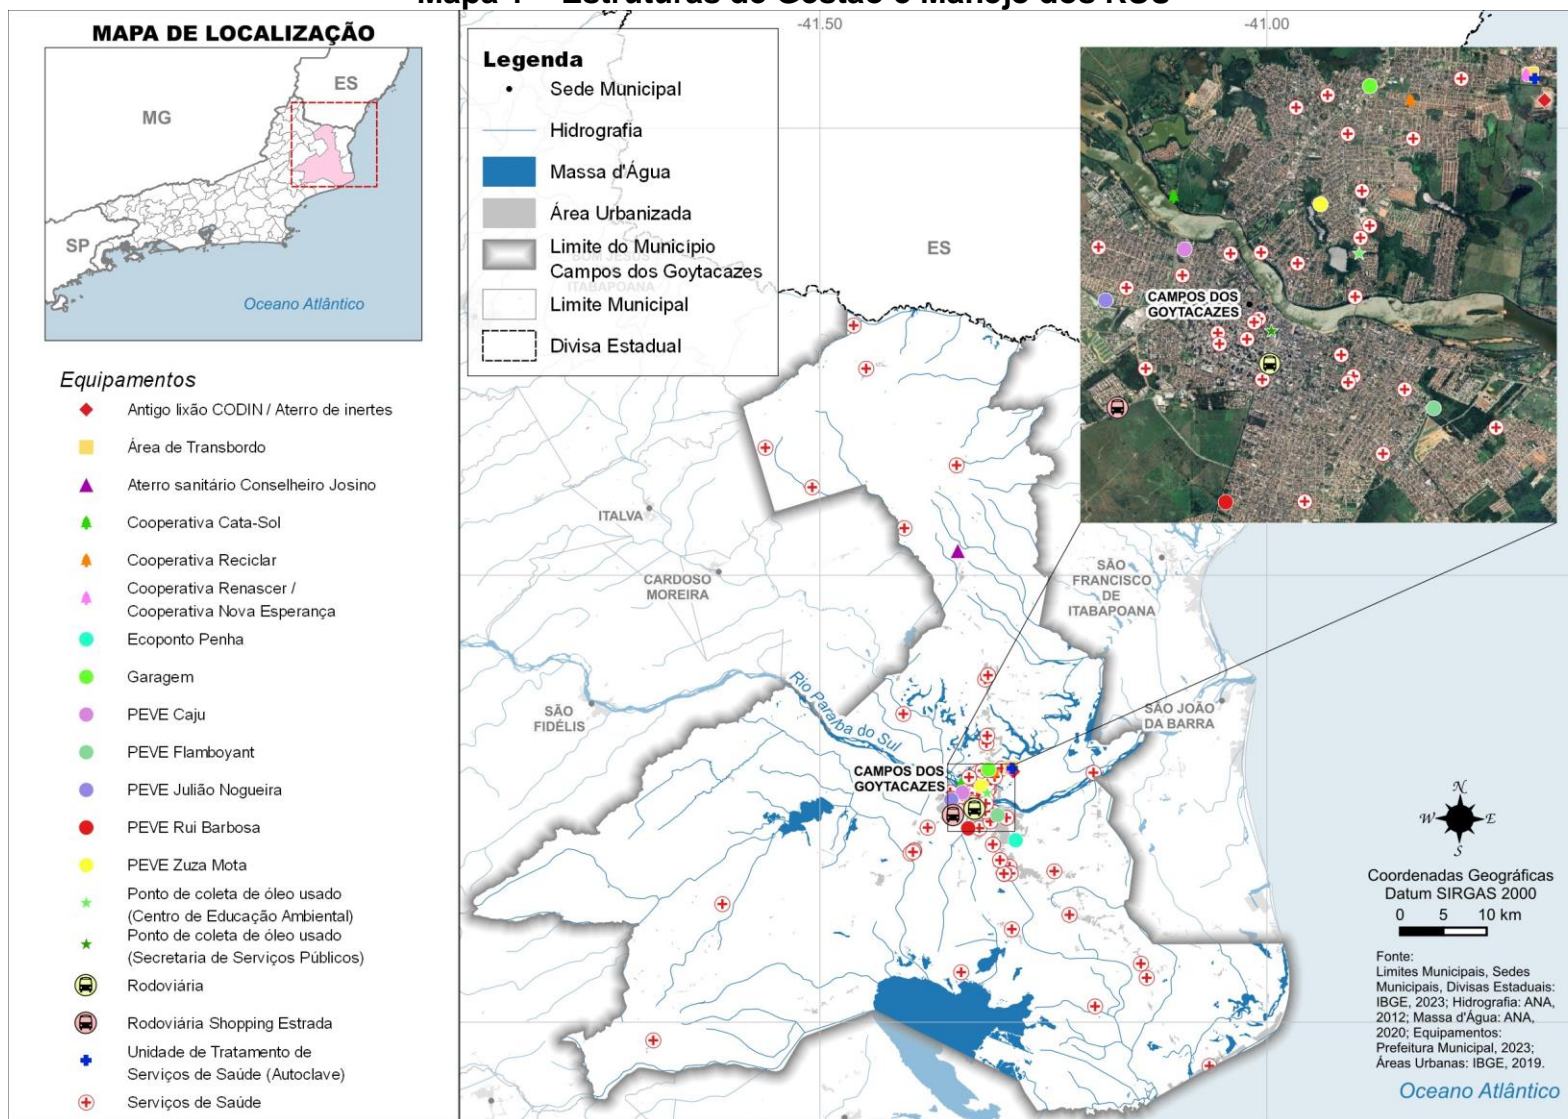 Mapa 1 – Estruturas de Gestão e Manejo dos RSU
MAPA DE LOCALIZAÇÃO
MG
ES
SP
Oceano Atlântico
Equipamentos
Antigo lixão CODIN / Aterro de inertes
Área de Transbordo
Aterro sanitário Conselheiro Josino
Cooperativa Cata-Sol
Cooperativa Reciclar
Cooperativa Renascer /
Cooperativa Nova Esperança
Ecoponto Penha
Garagem
PEVE Caju
PEVE Flamboyant
PEVE Julião Nogueira
PEVE Rui Barbosa
PEVE Zuza Mota
Ponto de coleta de óleo usado
(Centro de Educação Ambiental)
Ponto de coleta de óleo usado
(Secretaria de Serviços Públicos)
Rodoviária
Rodoviária Shopping Estrada
Unidade de Tratamento de
Serviços de Saúde (Autoclave)
Serviços de Saúde
Legenda
Sede Municipal
Hidrografia
Massa d'Água
Área Urbanizada
Limite do Município
Campos dos Goytacazes
Limite Municipal
Divisa Estadual
BOM JESUS
ITABAPOANA
-41.50
-41.00
ES
CAMPOS DOS
GOYTACAZES
ITALVA
CARDOSO
MOREIRA
SÃO
FRANCISCO
DE
ITABAPOANA
SÃO
FIDÉLIS
Rio Paraíba do Sul
SÃO JOÃO
DA BARRA
CAMPOS DOS
GOYTACAZES
N
W
E
S
Coordenadas Geográficas
Datum SIRGAS 2000
0 5 10 km
Fonte:
Limites Municipais, Sedes
Municipais, Divisas Estaduais:
IBGE, 2023; Hidrografia: ANA,
2012; Massa d'Água: ANA,
2020; Equipamentos:
Prefeitura Municipal, 2023;
Áreas Urbanas: IBGE, 2019.
Oceano Atlântico